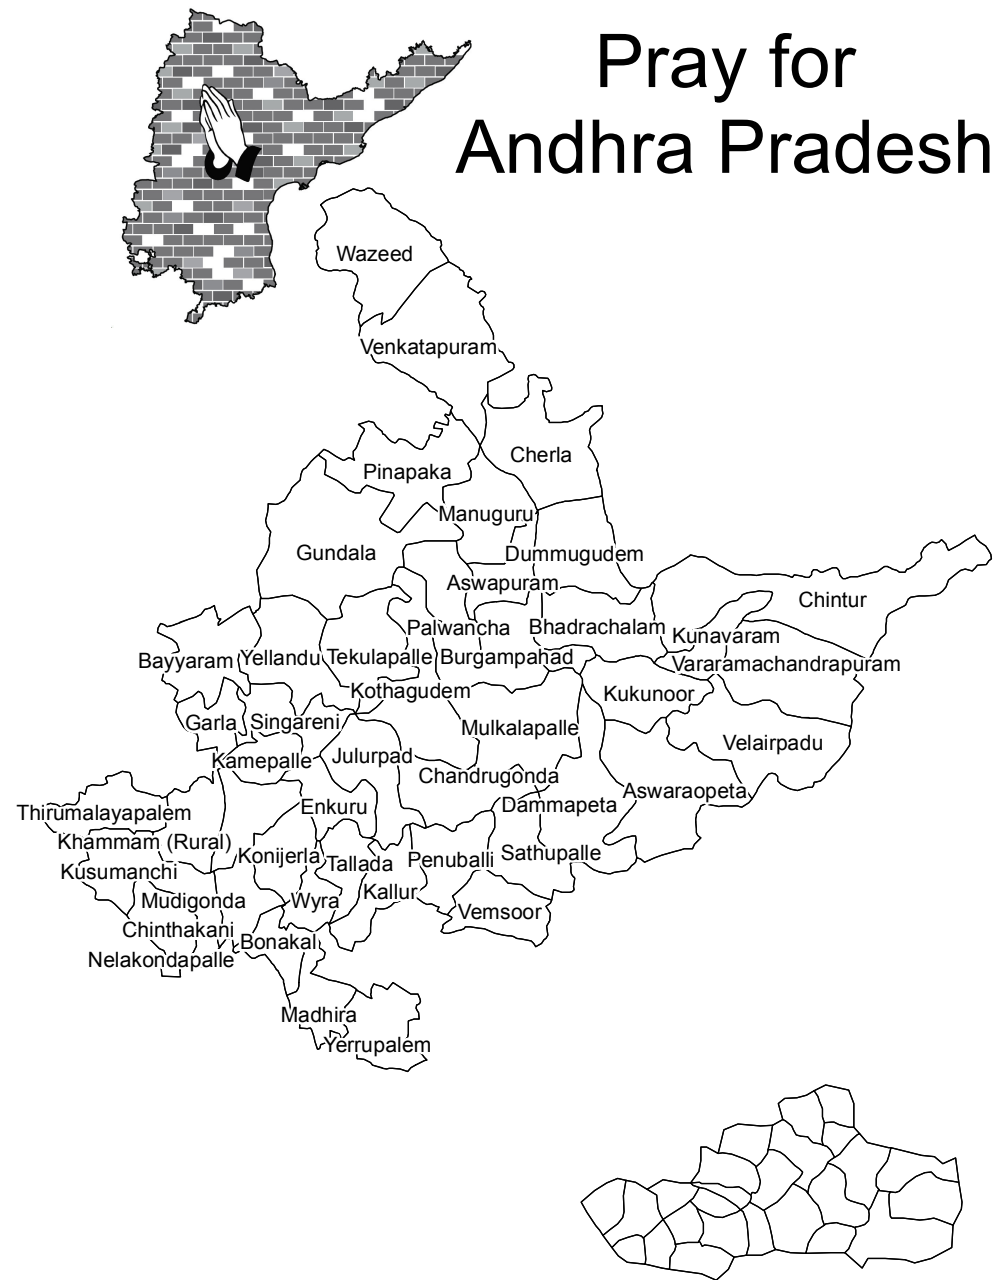 Pray for
Andhra Pradesh
Wazeed
Venkatapuram
Cherla
Pinapaka
Manuguru
Gundala
Dummugudem
Aswapuram
Chintur
Palwancha
Bhadrachalam
Kunavaram
Bayyaram
Yellandu
Tekulapalle
Burgampahad
Vararamachandrapuram
Kothagudem
Kukunoor
Garla
Singareni
Mulkalapalle
Velairpadu
Kamepalle
Julurpad
Chandrugonda
Aswaraopeta
Enkuru
Dammapeta
Thirumalayapalem
Khammam (Rural)
Konijerla
Tallada
Penuballi
Sathupalle
Kusumanchi
Kallur
Mudigonda
Wyra
Vemsoor
Chinthakani
Bonakal
Nelakondapalle
Madhira
Yerrupalem